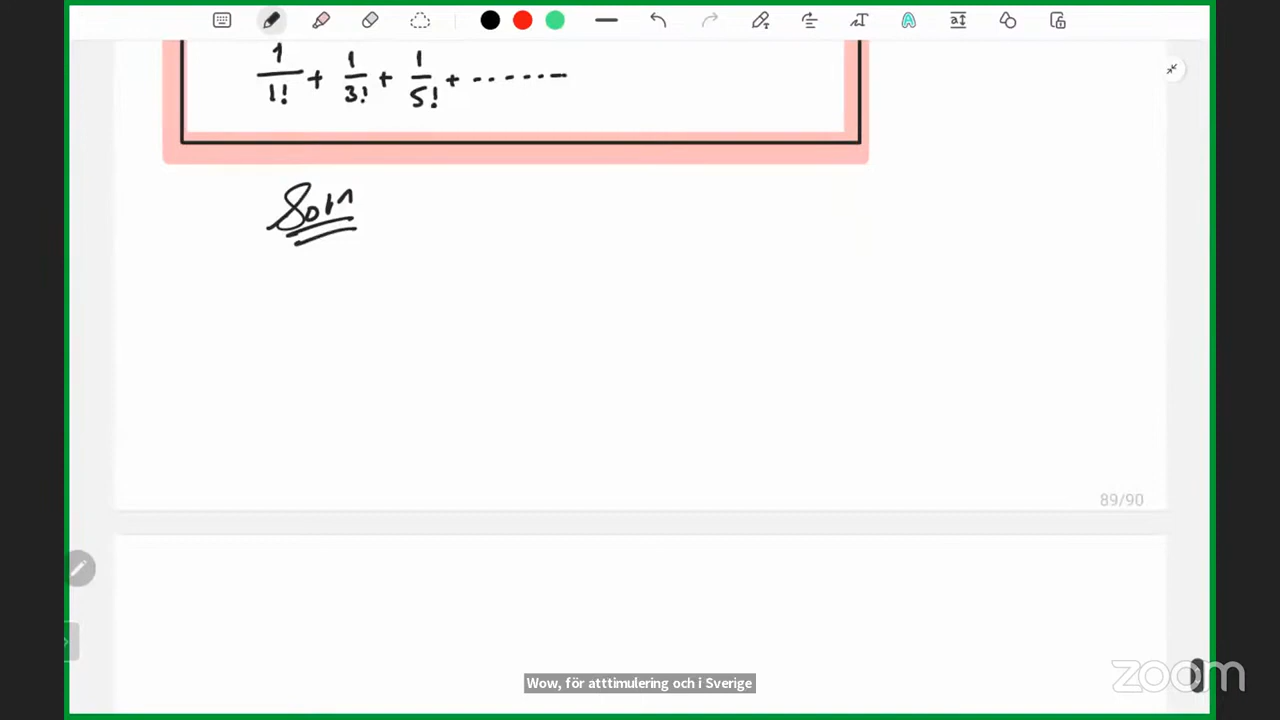 1/1! + 1/3! + 1/5! + -------
Soln
89/90
Wow, för atttimulering och i Sverige
zoom